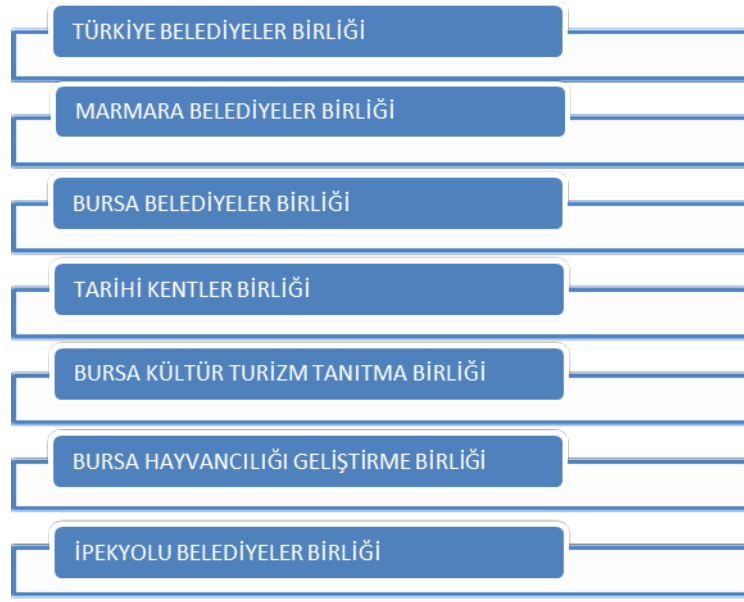 TÜRKİYE BELEDİYELER BİRLİĞİ
MARMARA BELEDİYELER BİRLİĞİ
BURSA BELEDİYELER BİRLİĞİ
TARİHİ KENTLER BİRLİĞİ
BURSA KÜLTÜR TURİZM TANITMA BİRLİĞİ
BURSA HAYVANCILIĞI GELİŞTİRME BİRLİĞİ
İPEKYOLU BELEDİYELER BİRLİĞİ